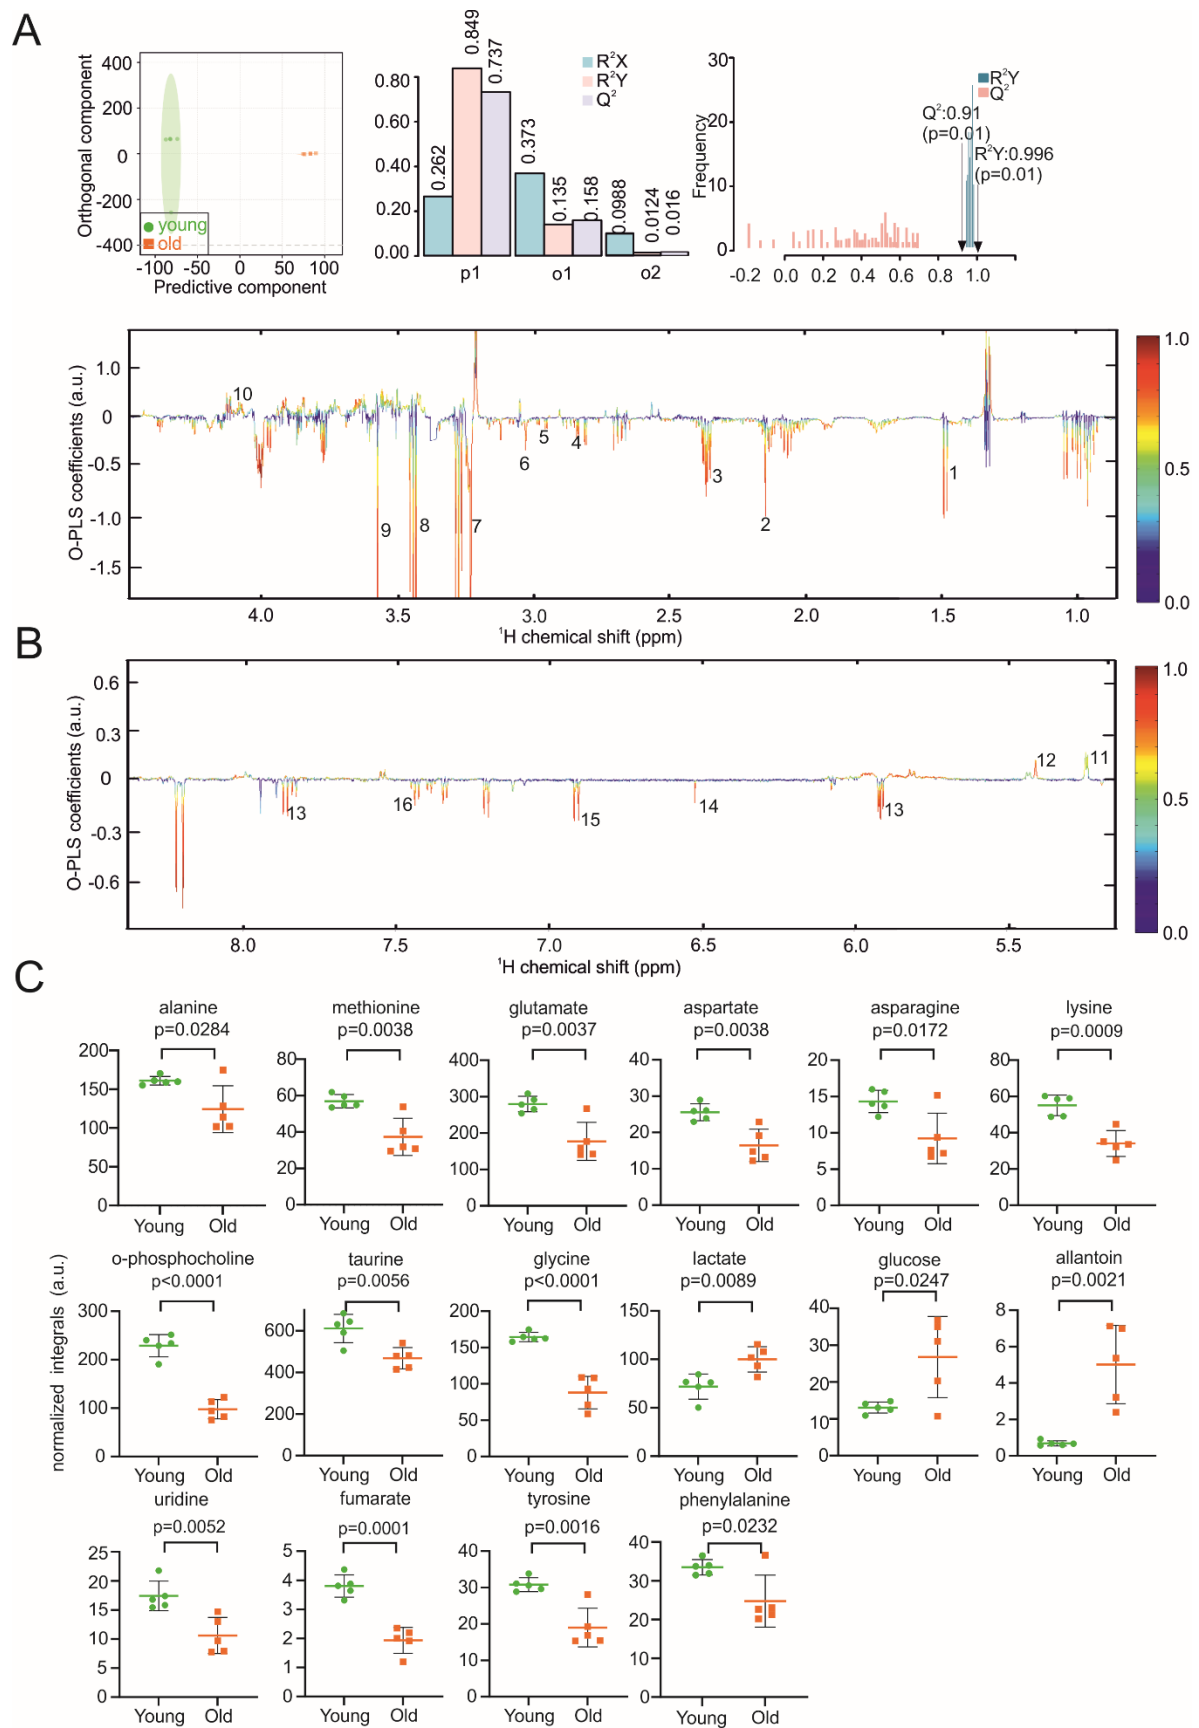 A
Orthogonal component
400
200
0
-200
-400
young
old
-100 -50 0 50 100
Predictive component
0.80
0.60
0.40
0.20
0.00
0.262
0.849
0.737
0.373
0.135
0.158
0.0988
0.0124
0.016
R²X
R²Y
Q²
p1 o1 o2
Frequency
30
20
10
0
R²Y
Q²
Q²:0.91
(p=0.01)
R²Y:0.996
(p=0.01)
-0.2 0.0 0.2 0.4 0.6 0.8 1.0
O-PLS coefficients (a.u.)
1.0
0
-0.5
-1.0
-1.5
10
9
8
7
6
5
4
3
2
1
1.0
0.5
0.0
4.0 3.5 3.0 2.5 2.0 1.5 1.0
¹H chemical shift (ppm)
B
O-PLS coefficients (a.u.)
0.6
0.3
0
-0.3
-0.6
13
16
15
14
13
12
11
1.0
0.5
0.0
8.0 7.5 7.0 6.5 6.0 5.5
¹H chemical shift (ppm)
C
normalized integrals (a.u.)
alanine
p=0.0284
200
150
100
50
0
Young Old
methionine
p=0.0038
80
60
40
20
0
Young Old
glutamate
p=0.0037
400
300
200
100
0
Young Old
aspartate
p=0.0038
40
30
20
10
0
Young Old
asparagine
p=0.0172
20
15
10
5
0
Young Old
lysine
p=0.0009
80
60
40
20
0
Young Old
o-phosphocholine
p<0.0001
300
200
100
0
Young Old
taurine
p=0.0056
600
400
200
0
Young Old
glycine
p<0.0001
200
150
100
50
0
Young Old
lactate
p=0.0089
150
100
50
0
Young Old
glucose
p=0.0247
40
30
20
10
0
Young Old
allantoin
p=0.0021
8
6
4
2
0
Young Old
uridine
p=0.0052
25
20
15
10
5
0
Young Old
fumarate
p=0.0001
5
4
3
2
1
0
Young Old
tyrosine
p=0.0016
40
30
20
10
0
Young Old
phenylalanine
p=0.0232
40
30
20
10
0
Young Old